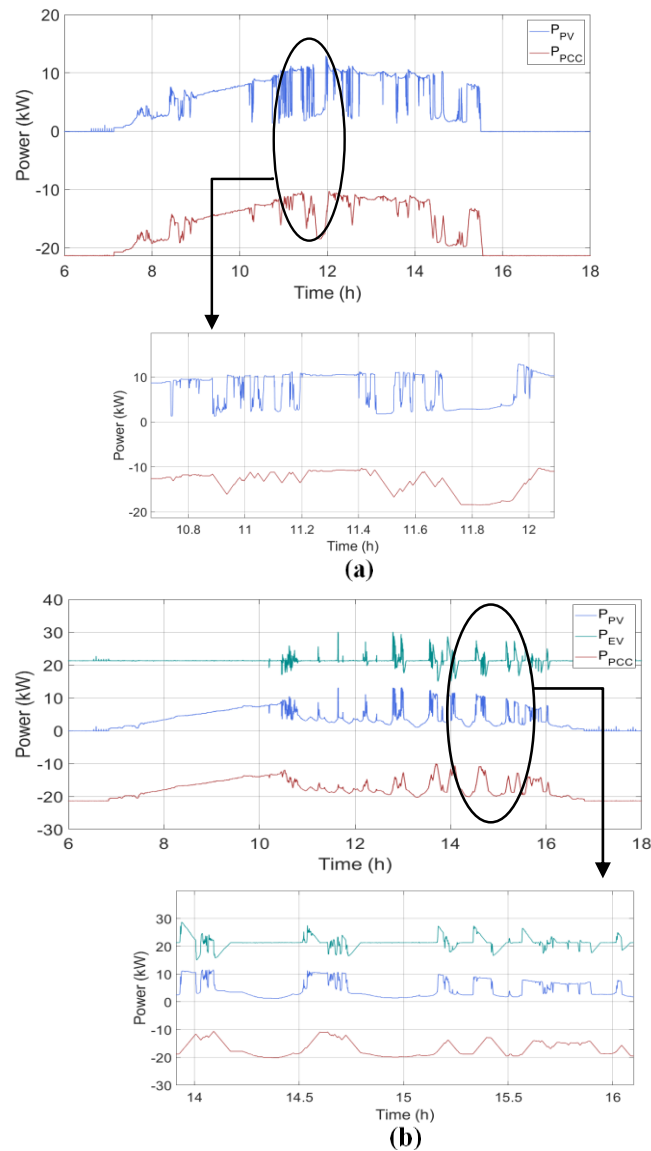 20
10
0
-10
-20
Power (kW)
P_PV
P_PCC
6 8 10 12 14 16 18
Time (h)
10
0
-10
-20
Power (kW)
10.8 11 11.2 11.4 11.6 11.8 12
Time (h)
(a)
40
30
20
10
0
-10
-20
-30
Power (kW)
P_PV
P_EV
P_PCC
6 8 10 12 14 16 18
Time (h)
30
20
10
0
-10
-20
-30
Power (kW)
14 14.5 15 15.5 16
Time (h)
(b)